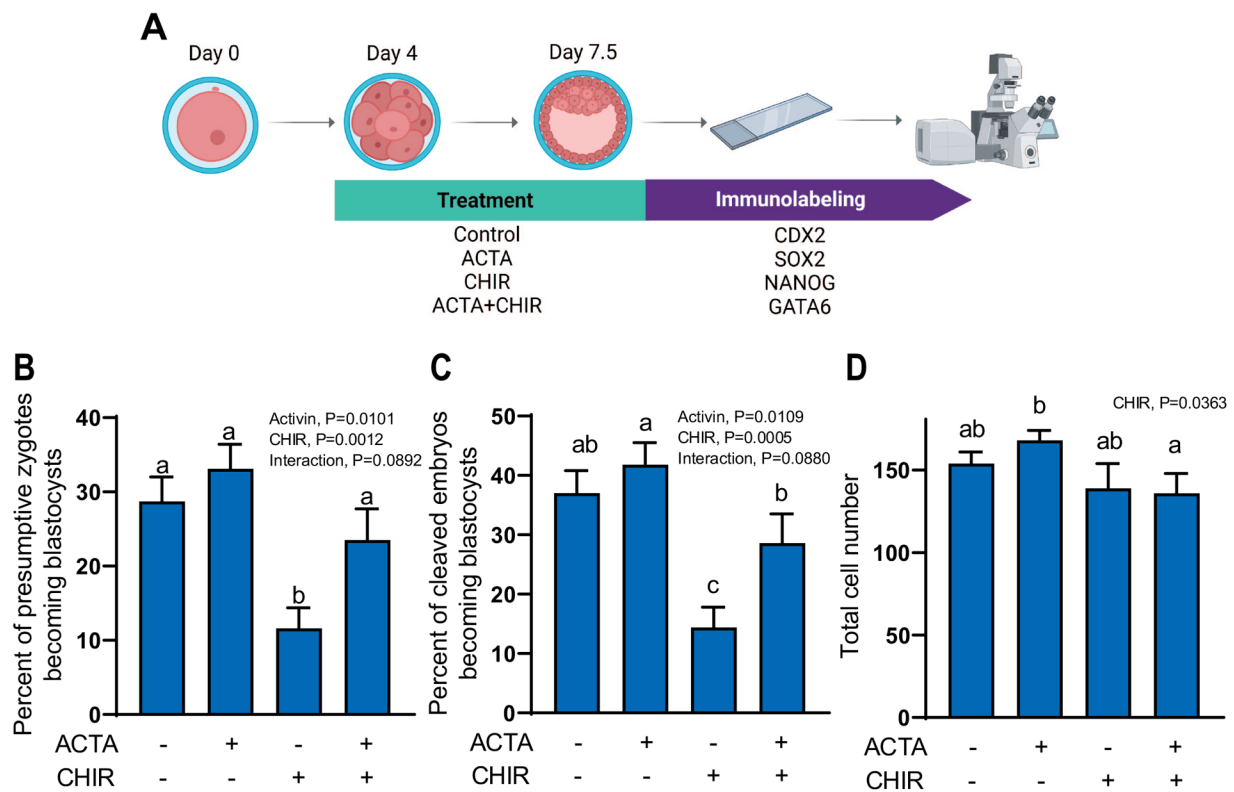 A
Day 0
Day 4
Day 7.5
Treatment
Immunolabeling
Control
ACTA
CHIR
ACTA+CHIR
CDX2
SOX2
NANOG
GATA6
B
Percent of presumptive zygotes
becoming blastocysts
40
30
20
10
0
Activin, P=0.0101
CHIR, P=0.0012
Interaction, P=0.0892
a
a
b
a
ACTA - + - +
CHIR - - + +
C
Percent of cleaved embryos
becoming blastocysts
50
40
30
20
10
0
Activin, P=0.0109
CHIR, P=0.0005
Interaction, P=0.0880
ab
a
c
b
ACTA - + - +
CHIR - - + +
D
Total cell number
150
100
50
0
CHIR, P=0.0363
ab
b
ab
a
ACTA - + - +
CHIR - - + +